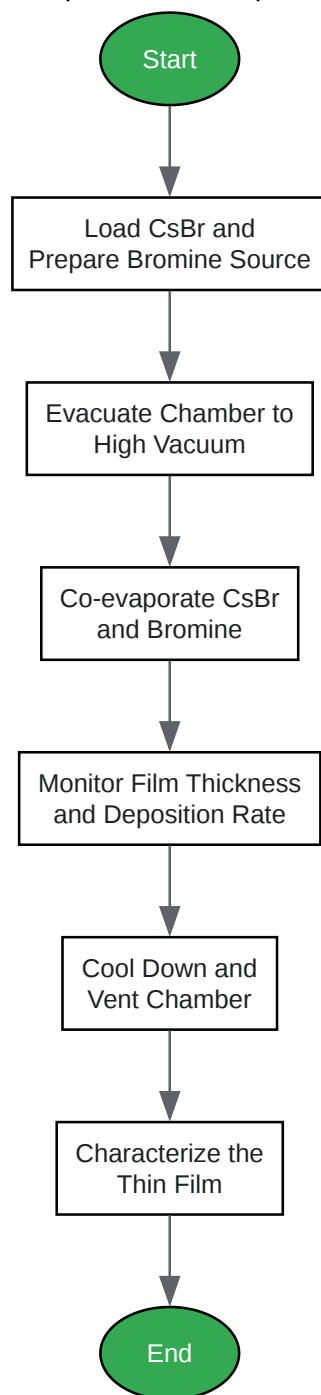 Start
Load CsBr and
Prepare Bromine Source
Evacuate Chamber to
High Vacuum
Co-evaporate CsBr
and Bromine
Monitor Film Thickness
and Deposition Rate
Cool Down and
Vent Chamber
Characterize the
Thin Film
End